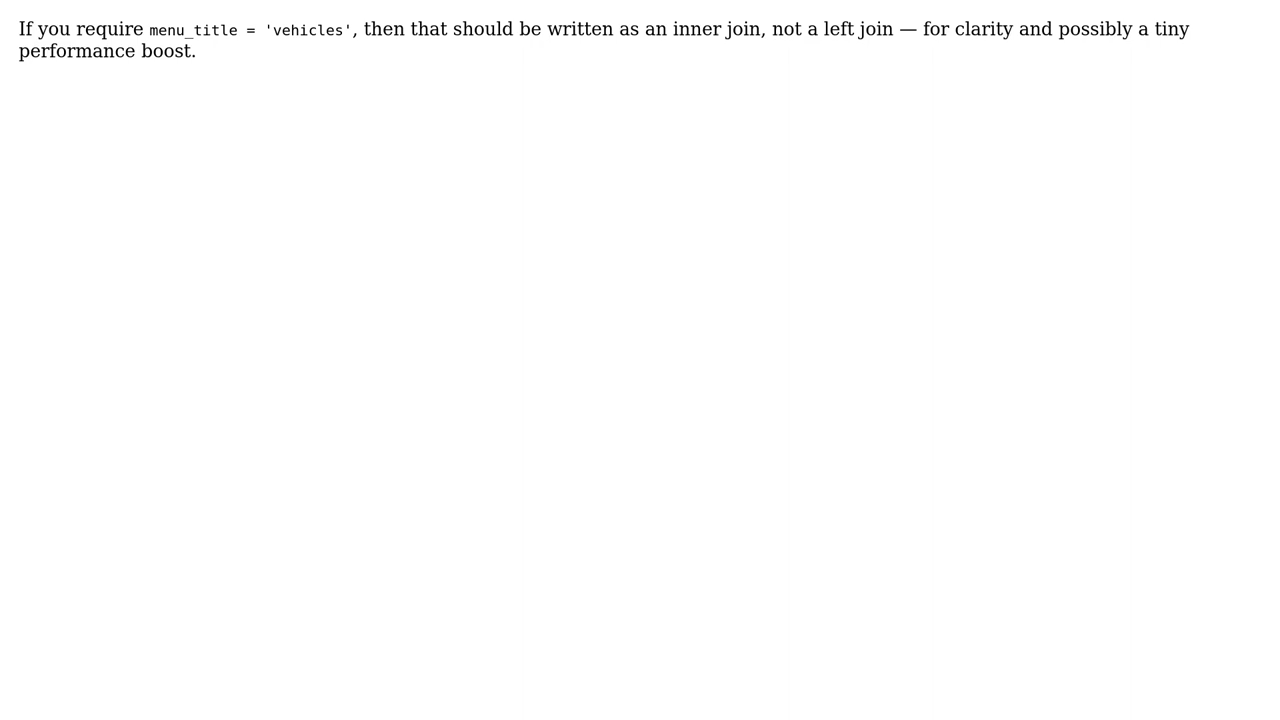 If you require menu_title = 'vehicles', then that should be written as an inner join, not a left join — for clarity and possibly a tiny
performance boost.